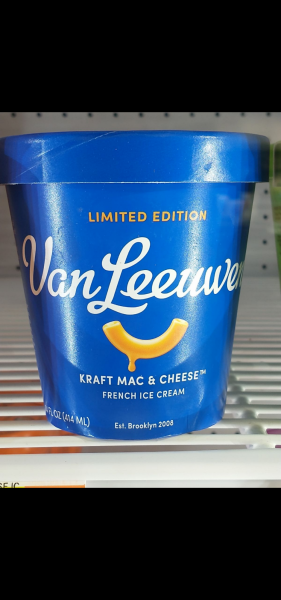 LIMITED EDITION
Van Leeuwen
KRAFT MAC & CHEESE™
FRENCH ICE CREAM
FL OZ (414 ML)
Est. Brooklyn 2008